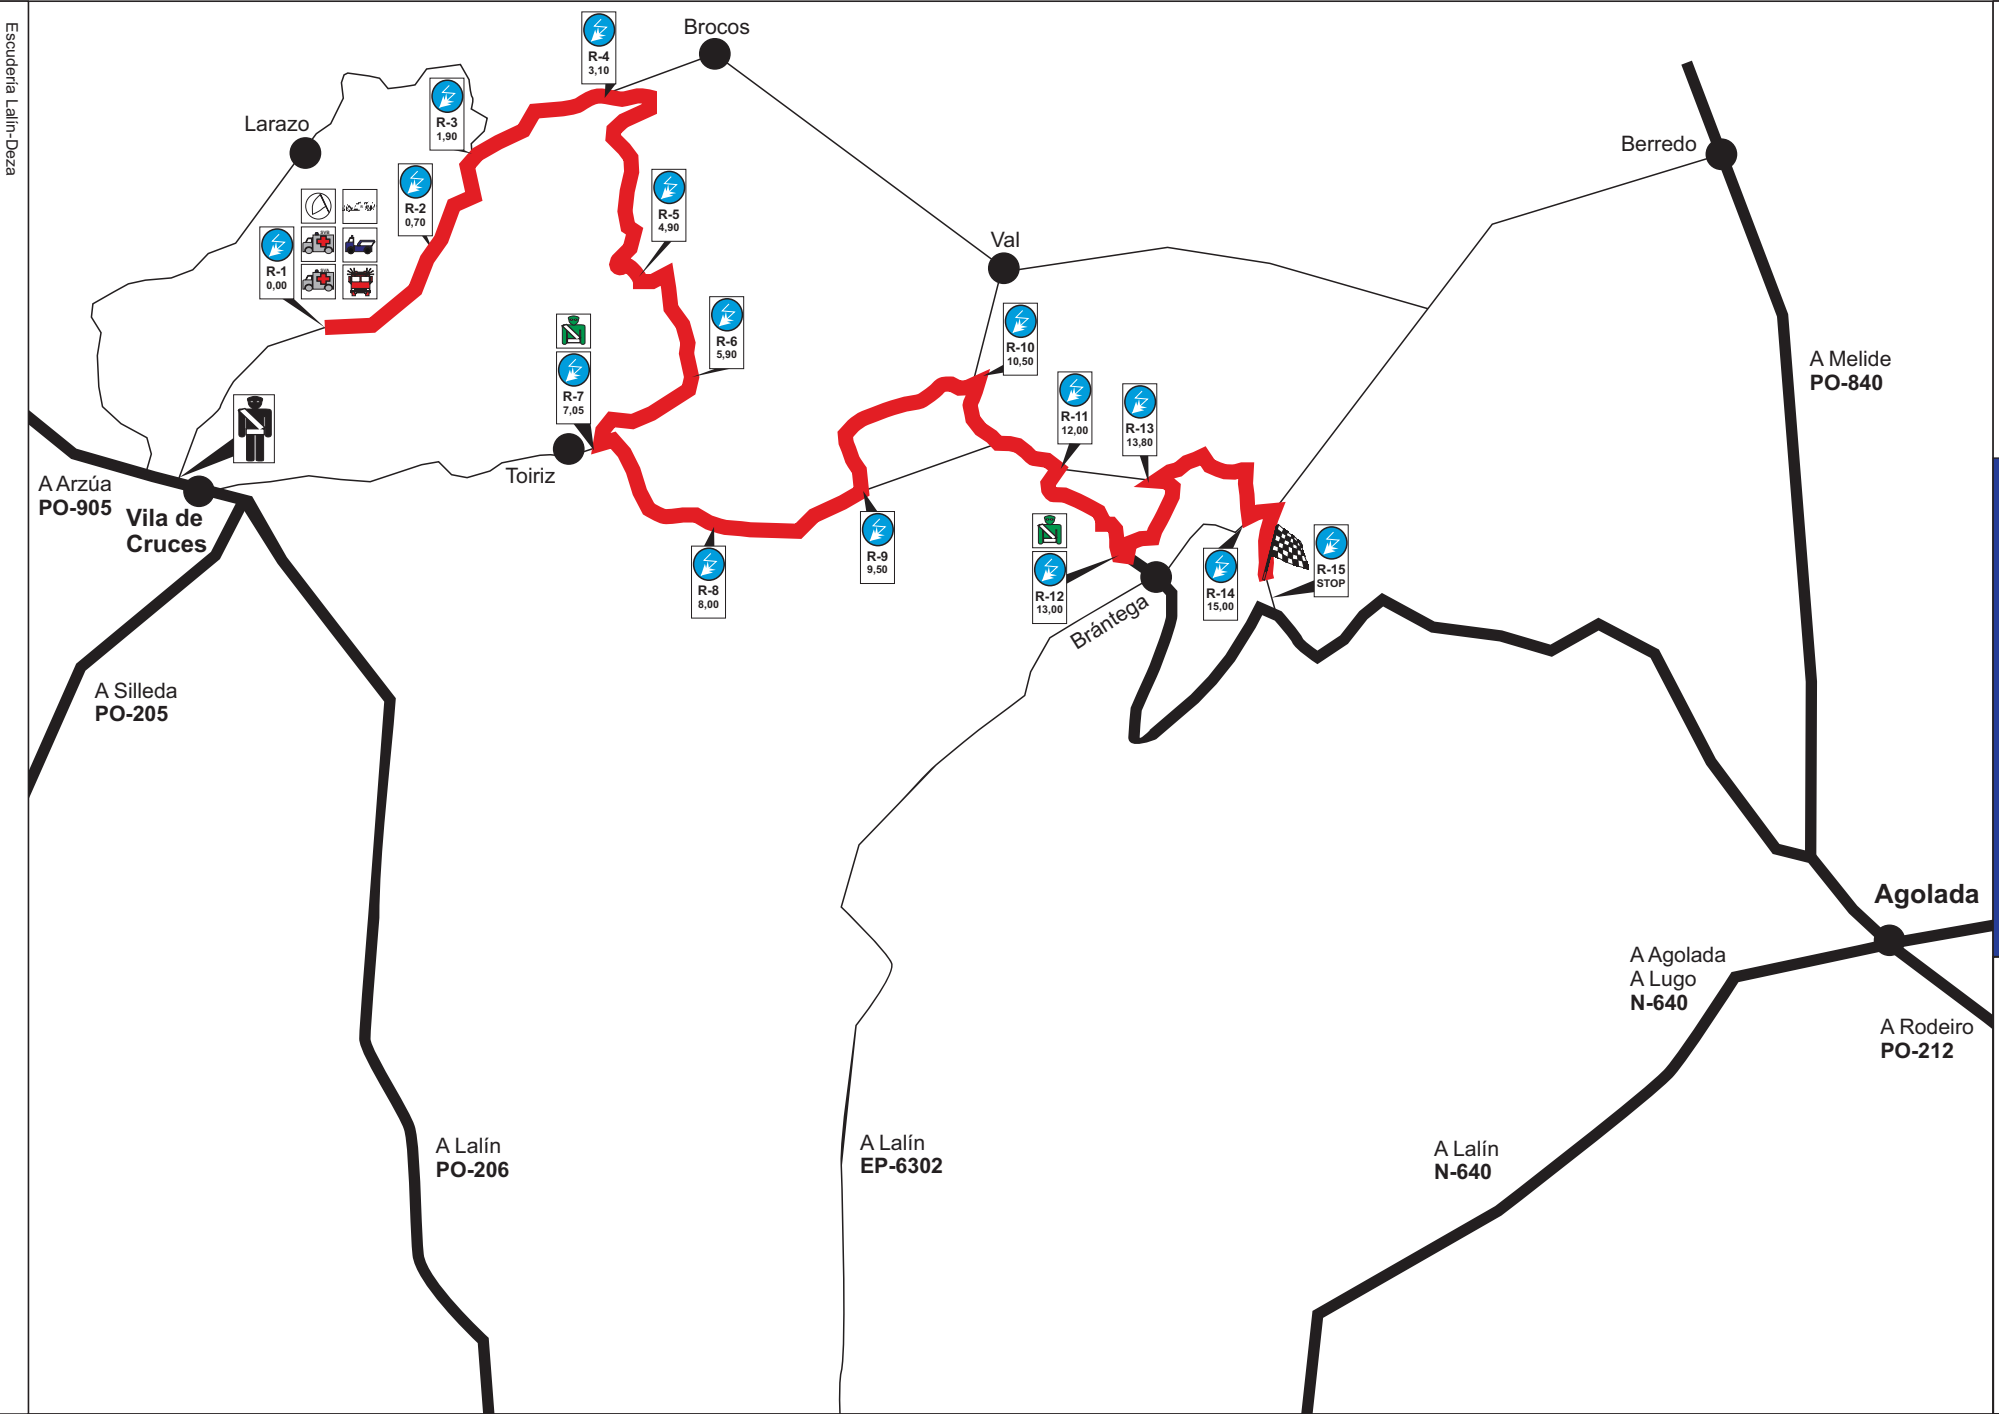 Escudería Lalín-Deza
Brocos
R-4
3,10
Larazo
R-3
1,90
R-2
0,70
R-1
0,00
R-5
4,90
R-6
5,90
R-7
7,05
Toiriz
Val
R-10
10,50
R-11
12,00
R-13
13,80
Berredo
A Melide
PO-840
A Arzúa
PO-905
Vila de
Cruces
R-8
8,00
R-9
9,50
R-12
13,00
Brántega
R-14
15,00
R-15
STOP
A Silleda
PO-205
Agolada
A Agolada
A Lugo
N-640
A Rodeiro
PO-212
A Lalín
PO-206
A Lalín
EP-6302
A Lalín
N-640